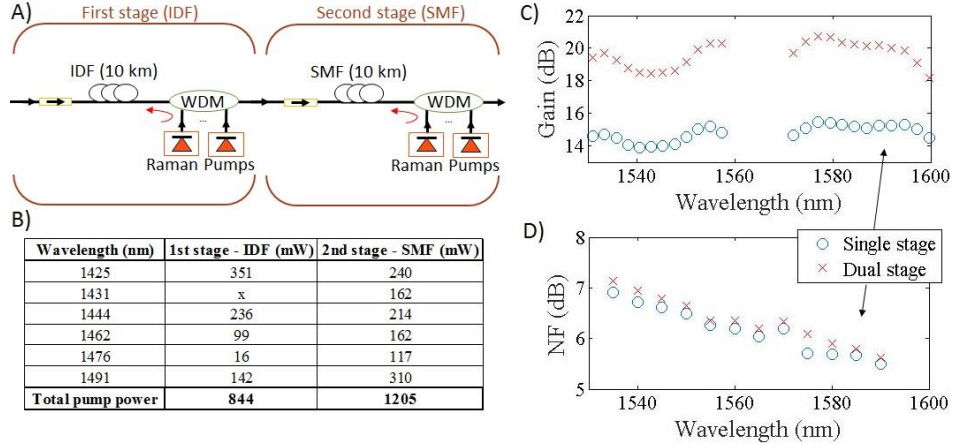 A)
First stage (IDF)
Second stage (SMF)
IDF (10 km)
SMF (10 km)
WDM
WDM
...
...
Raman Pumps
Raman Pumps
B)
Wavelength (nm) 1st stage - IDF (mW) 2nd stage - SMF (mW)
1425 351 240
1431 x 162
1444 236 214
1462 99 162
1476 16 117
1491 142 310
Total pump power 844 1205
C)
22
20
18
16
14
Gain (dB)
1540 1560 1580 1600
Wavelength (nm)
D)
Single stage
Dual stage
8
7
6
5
NF (dB)
1540 1560 1580 1600
Wavelength (nm)